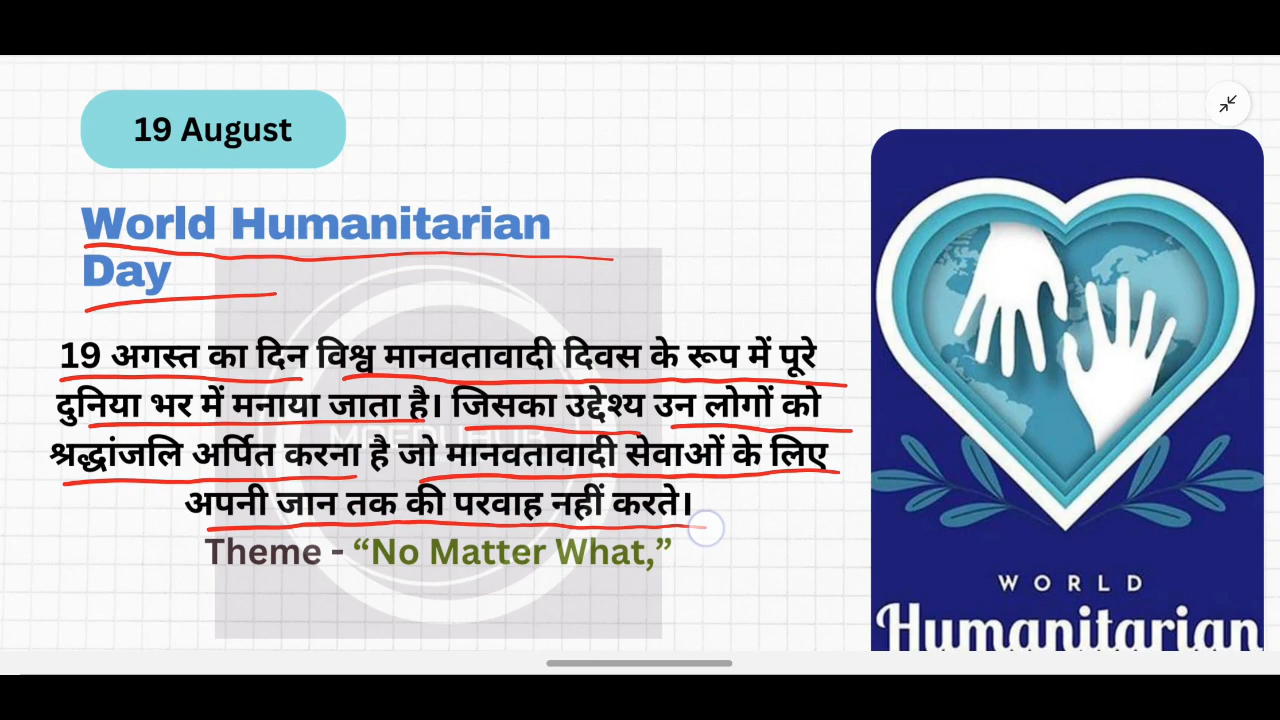 19 August
World Humanitarian
Day
19 अगस्त का दिन विश्व मानवतावादी दिवस के रूप में पूरे
दुनिया भर में मनाया जाता है। जिसका उद्देश्य उन लोगों को
श्रद्धांजलि अर्पित करना है जो मानवतावादी सेवाओं के लिए
अपनी जान तक की परवाह नहीं करते।
Theme - “No Matter What,”
WORLD
Humanitarian